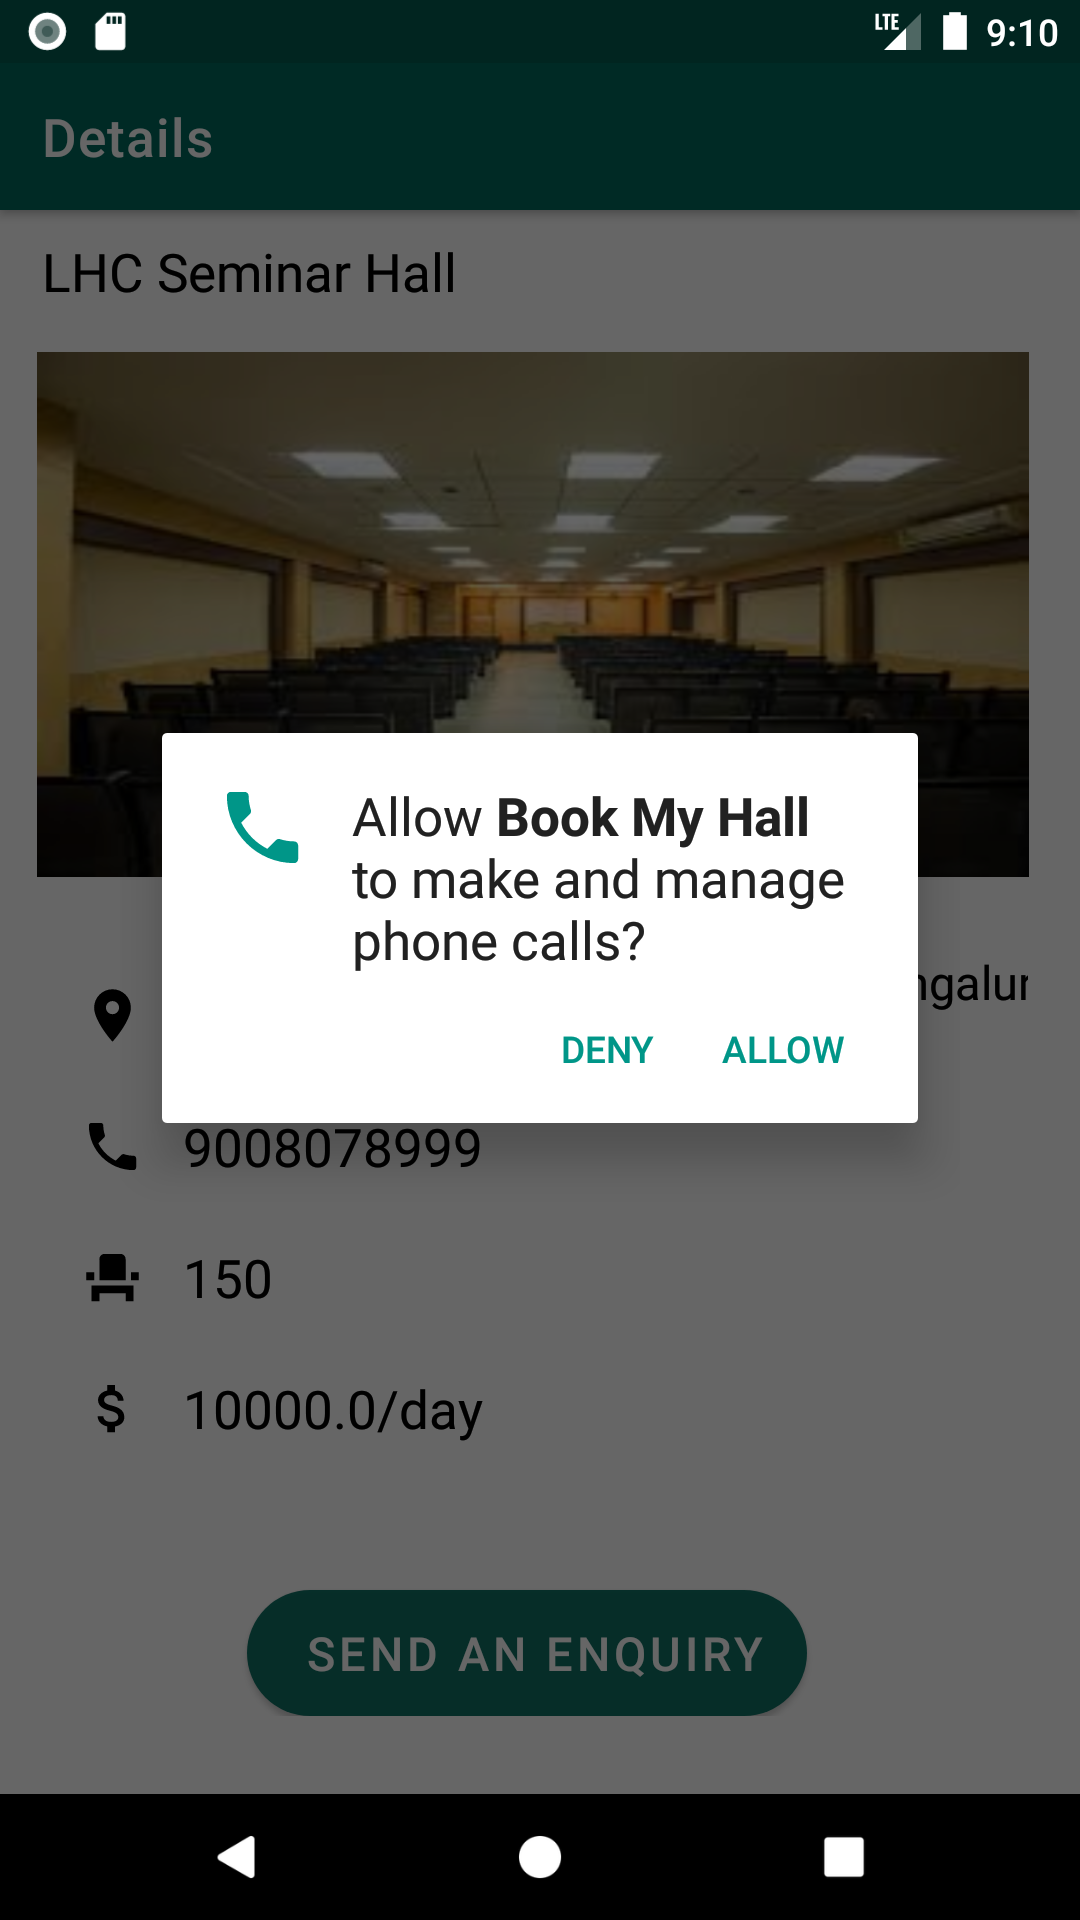 LTE 9:10
Details
LHC Seminar Hall
Allow Book My Hall
to make and manage
phone calls?
DENY ALLOW
9008078999
150
$ 10000.0/day
SEND AN ENQUIRY